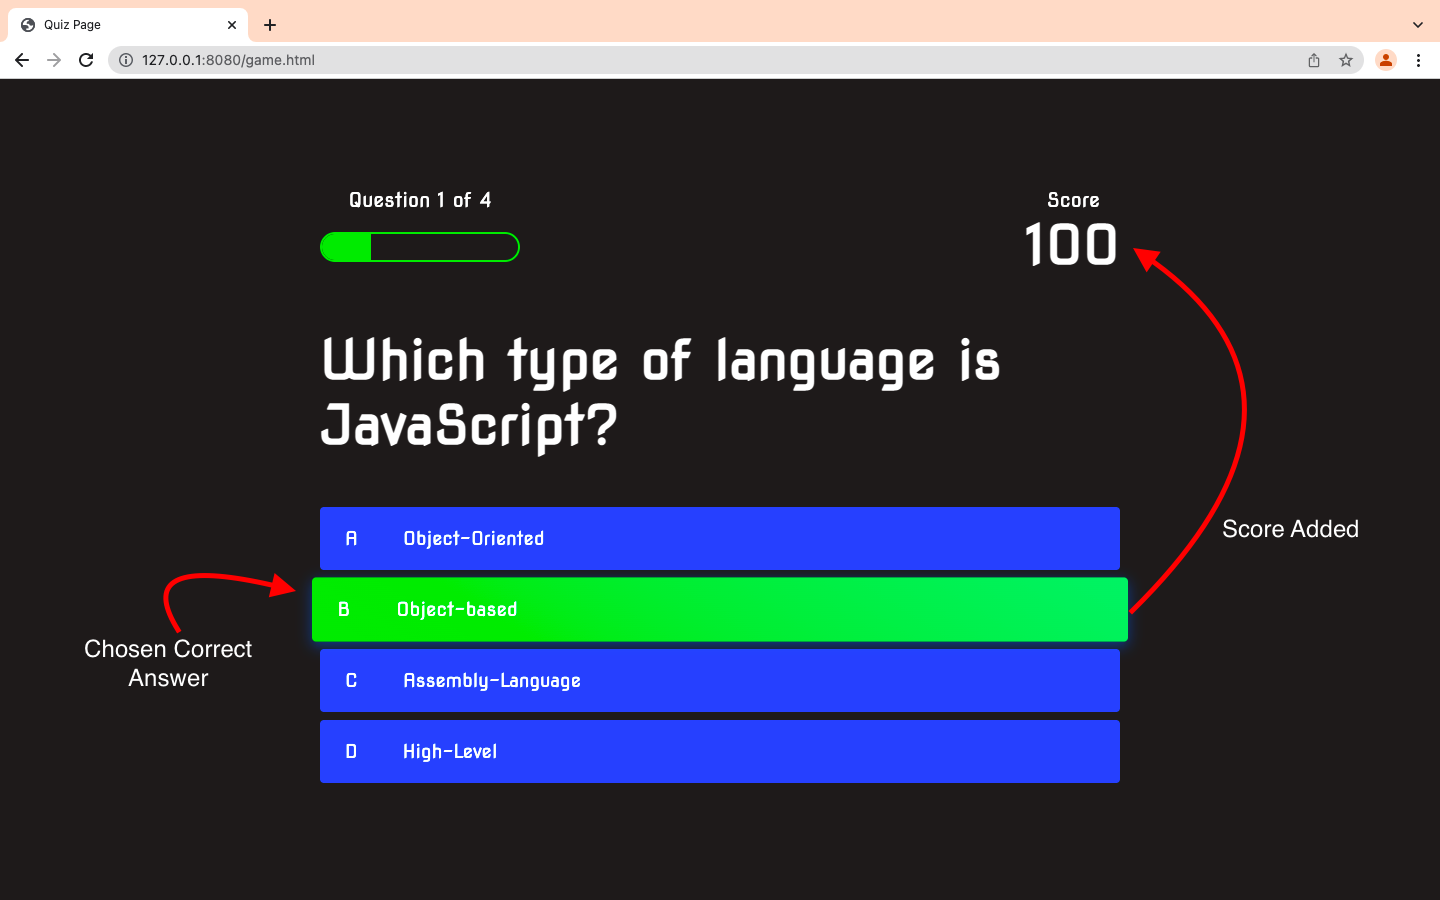 Quiz Page
127.0.0.1:8080/game.html
Question 1 of 4
Score
100
Which type of language is
JavaScript?
A Object-Oriented
Score Added
B Object-based
Chosen Correct
Answer
C Assembly-Language
D High-Level